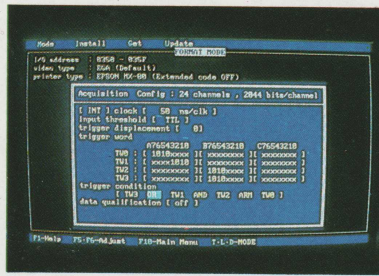 Mode Install Get Update
FORMAT MODE
I/O address : 0350 - 035F
video type : EGA (Default)
printer type : EPSON MX-80 (Extended code OFF)
Acquisition Config : 24 channels , 2044 bits/channel
[ INT ] clock [ 50 ns/clk ]
Input threshold [ TTL ]
trigger displacement [ 0]
trigger word
A76543210 B76543210 C76543210
TW0 : [ 1010xxxx ][ xxxxxxxx ][ xxxxxxxx ]
TW1 : [ xxxx1010 ][ xxxxxxxx ][ xxxxxxxx ]
TW2 : [ 1010xxxx ][ xxxxxxxx ][ xxxxxxxx ]
TW3 : [ 1010xxxx ][ xxxxxxxx ][ xxxxxxxx ]
trigger condition
[ TW3 OR TW1 AND TW2 ARM TW0 ]
data qualification [ off ]
F1-Help F5-F6-Adjust F10-Main Menu T-L-D-MODE